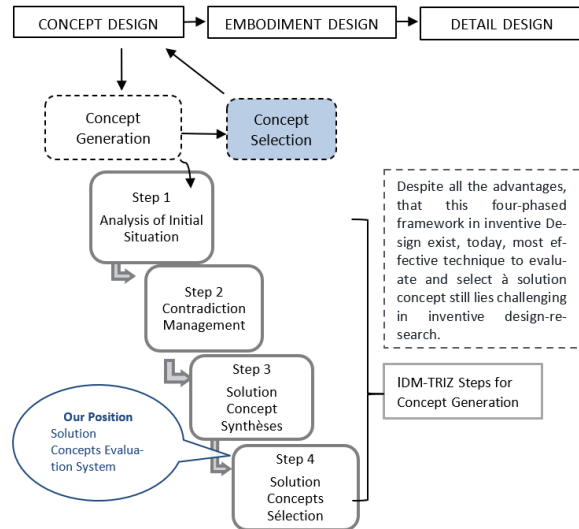 CONCEPT DESIGN
EMBODIMENT DESIGN
DETAIL DESIGN
Concept
Generation
Concept
Selection
Step 1
Analysis of Initial
Situation
Step 2
Contradiction
Management
Step 3
Solution
Concept
Synthèses
Step 4
Solution
Concepts
Sélection
Our Position
Solution
Concepts Evalua-
tion System
Despite all the advantages,
that this four-phased
framework in inventive De-
sign exist, today, most ef-
fective technique to evalu-
ate and select à solution
concept still lies challenging
in inventive design-re-
search.
IDM-TRIZ Steps for
Concept Generation